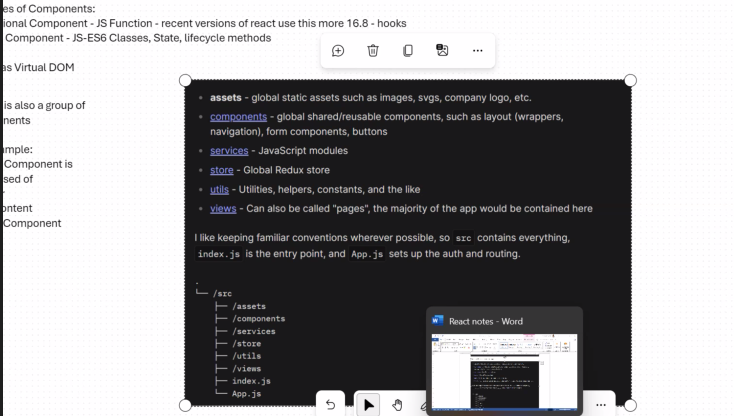 es of Components:
ional Component - JS Function - recent versions of react use this more 16.8 - hooks
Component - JS-ES6 Classes, State, lifecycle methods
as Virtual DOM
is also a group of
nents
mple:
Component is
sed of
ontent
Component
assets - global static assets such as images, svgs, company logo, etc.
components - global shared/reusable components, such as layout (wrappers,
navigation), form components, buttons
services - JavaScript modules
store - Global Redux store
utils - Utilities, helpers, constants, and the like
views - Can also be called "pages", the majority of the app would be contained here
I like keeping familiar conventions wherever possible, so src contains everything,
index.js is the entry point, and App.js sets up the auth and routing.
.
└── /src
├── /assets
├── /components
├── /services
├── /store
├── /utils
├── /views
├── index.js
└── App.js
React notes - Word